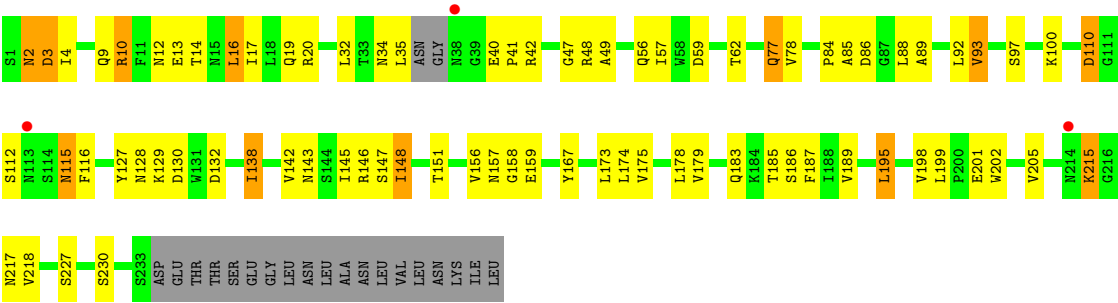 S1 N2 D3 I4 Q9 R10 F11 N12 E13 T14 N15 L16 I17 L18 Q19 R20 L32 T33 N34 L35 ASN GLY N38 G39 E40 P41 R42 G47 R48 A49 Q56 I57 W58 D59 T62 Q77 V78 P84 A85 D86 G87 L88 A89 L92 V93 S97 K100 D110 G111
S112 N113 S114 N115 F116 Y127 N128 K129 D130 W131 D132 I138 V142 N143 S144 I145 R146 S147 I148 T151 V156 N157 G158 E159 Y167 L173 L174 V175 L178 V179 Q183 K184 T185 S186 F187 I188 V189 L195 V198 L199 P200 E201 W202 V205 N214 K215 G216
N217 V218 S227 S230 S233 ASP GLU THR THR SER GLU GLY LEU ASN LEU ALA ASN LEU VAL LEU ASN LYS ILE LEU